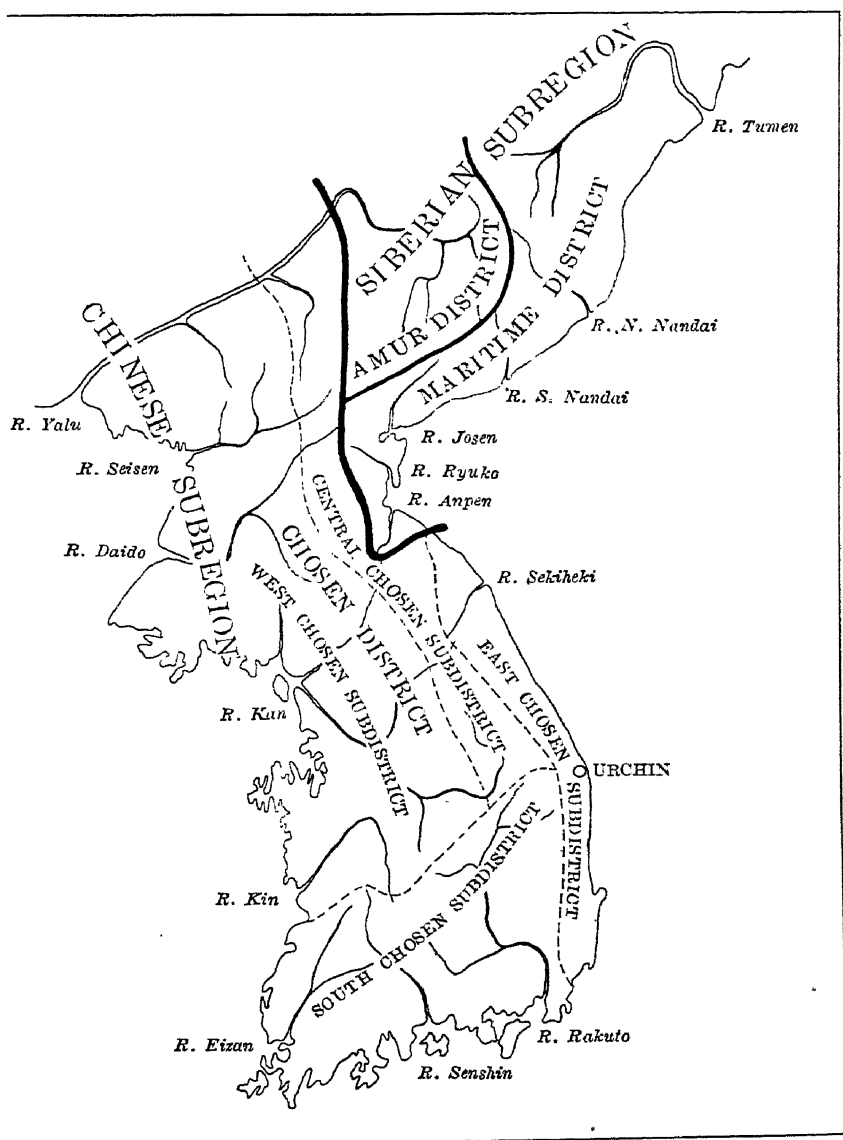 SIBERIAN SUBREGION
R. Tumen
AMUR DISTRICT
MARITIME DISTRICT
R. N. Nandai
CHINESE SUBREGION
R. S. Nandai
R. Yalu
R. Josen
R. Seisen
R. Ryuko
R. Anpen
CENTRAL CHOSEN SUBDISTRICT
CHOSEN DISTRICT
R. Daido
WEST CHOSEN SUBDISTRICT
R. Sekiheki
EAST CHOSEN SUBDISTRICT
R. Kan
URCHIN
R. Kin
SOUTH CHOSEN SUBDISTRICT
R. Eizan
R. Rakuto
R. Senshin